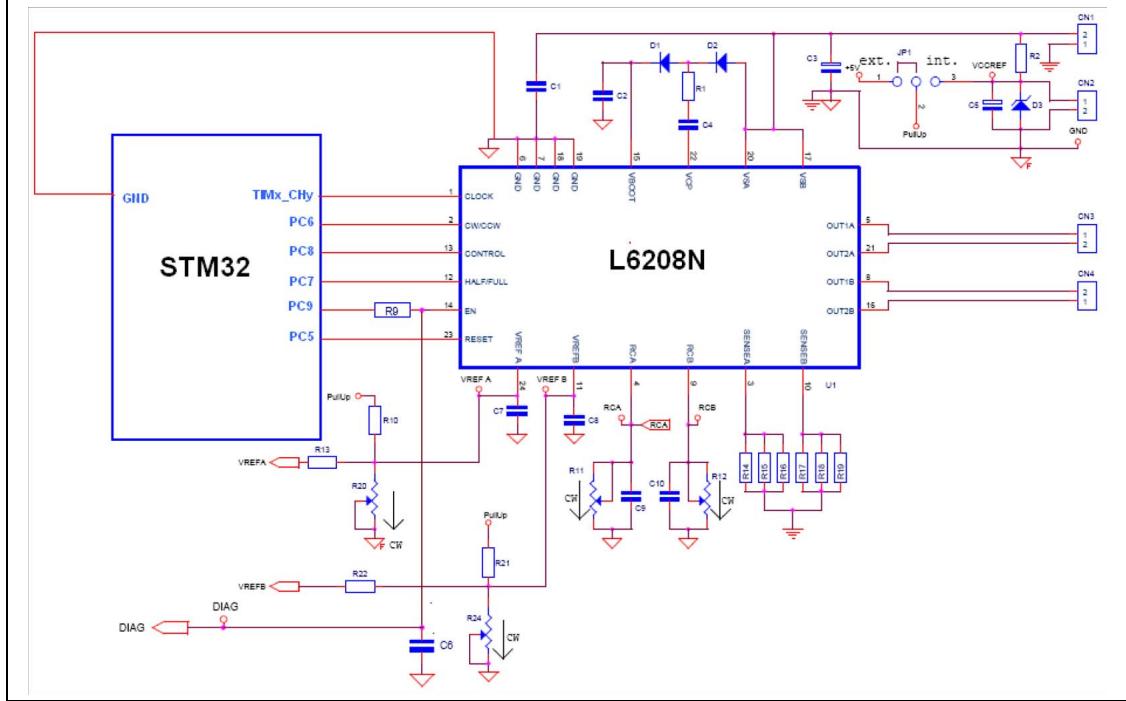 CN1
2
1
D1
D2
C3
+5V
ext.
JP1
int.
VCCREF
R2
1
3
2
PullUp
C5
D3
CN2
1
2
GND
F
C1
C2
R1
C4
6
7
18
19
15
22
20
17
GND
GND
GND
GND
VBOOT
VCP
VSA
VSB
STM32
GND
TIMx_CHy
PC6
PC8
PC7
PC9
PC5
R9
1
2
13
12
14
23
L6208N
CLOCK
CW/CCW
CONTROL
HALF/FULL
EN
RESET
OUT1A
OUT2A
OUT1B
OUT2B
5
21
8
16
CN3
1
2
CN4
2
1
VREF A
VREFB
RCA
RCB
SENSEA
SENSEB
U1
24
11
4
9
3
10
VREF A
VREF B
C7
C8
RCA
RCA
RCB
PullUp
R10
R13
VREFA
R20
CW
F
R11
CW
C9
C10
R12
CW
R14
R15
R16
R17
R18
R19
PullUp
R21
R22
VREFB
R24
CW
DIAG
DIAG
C6